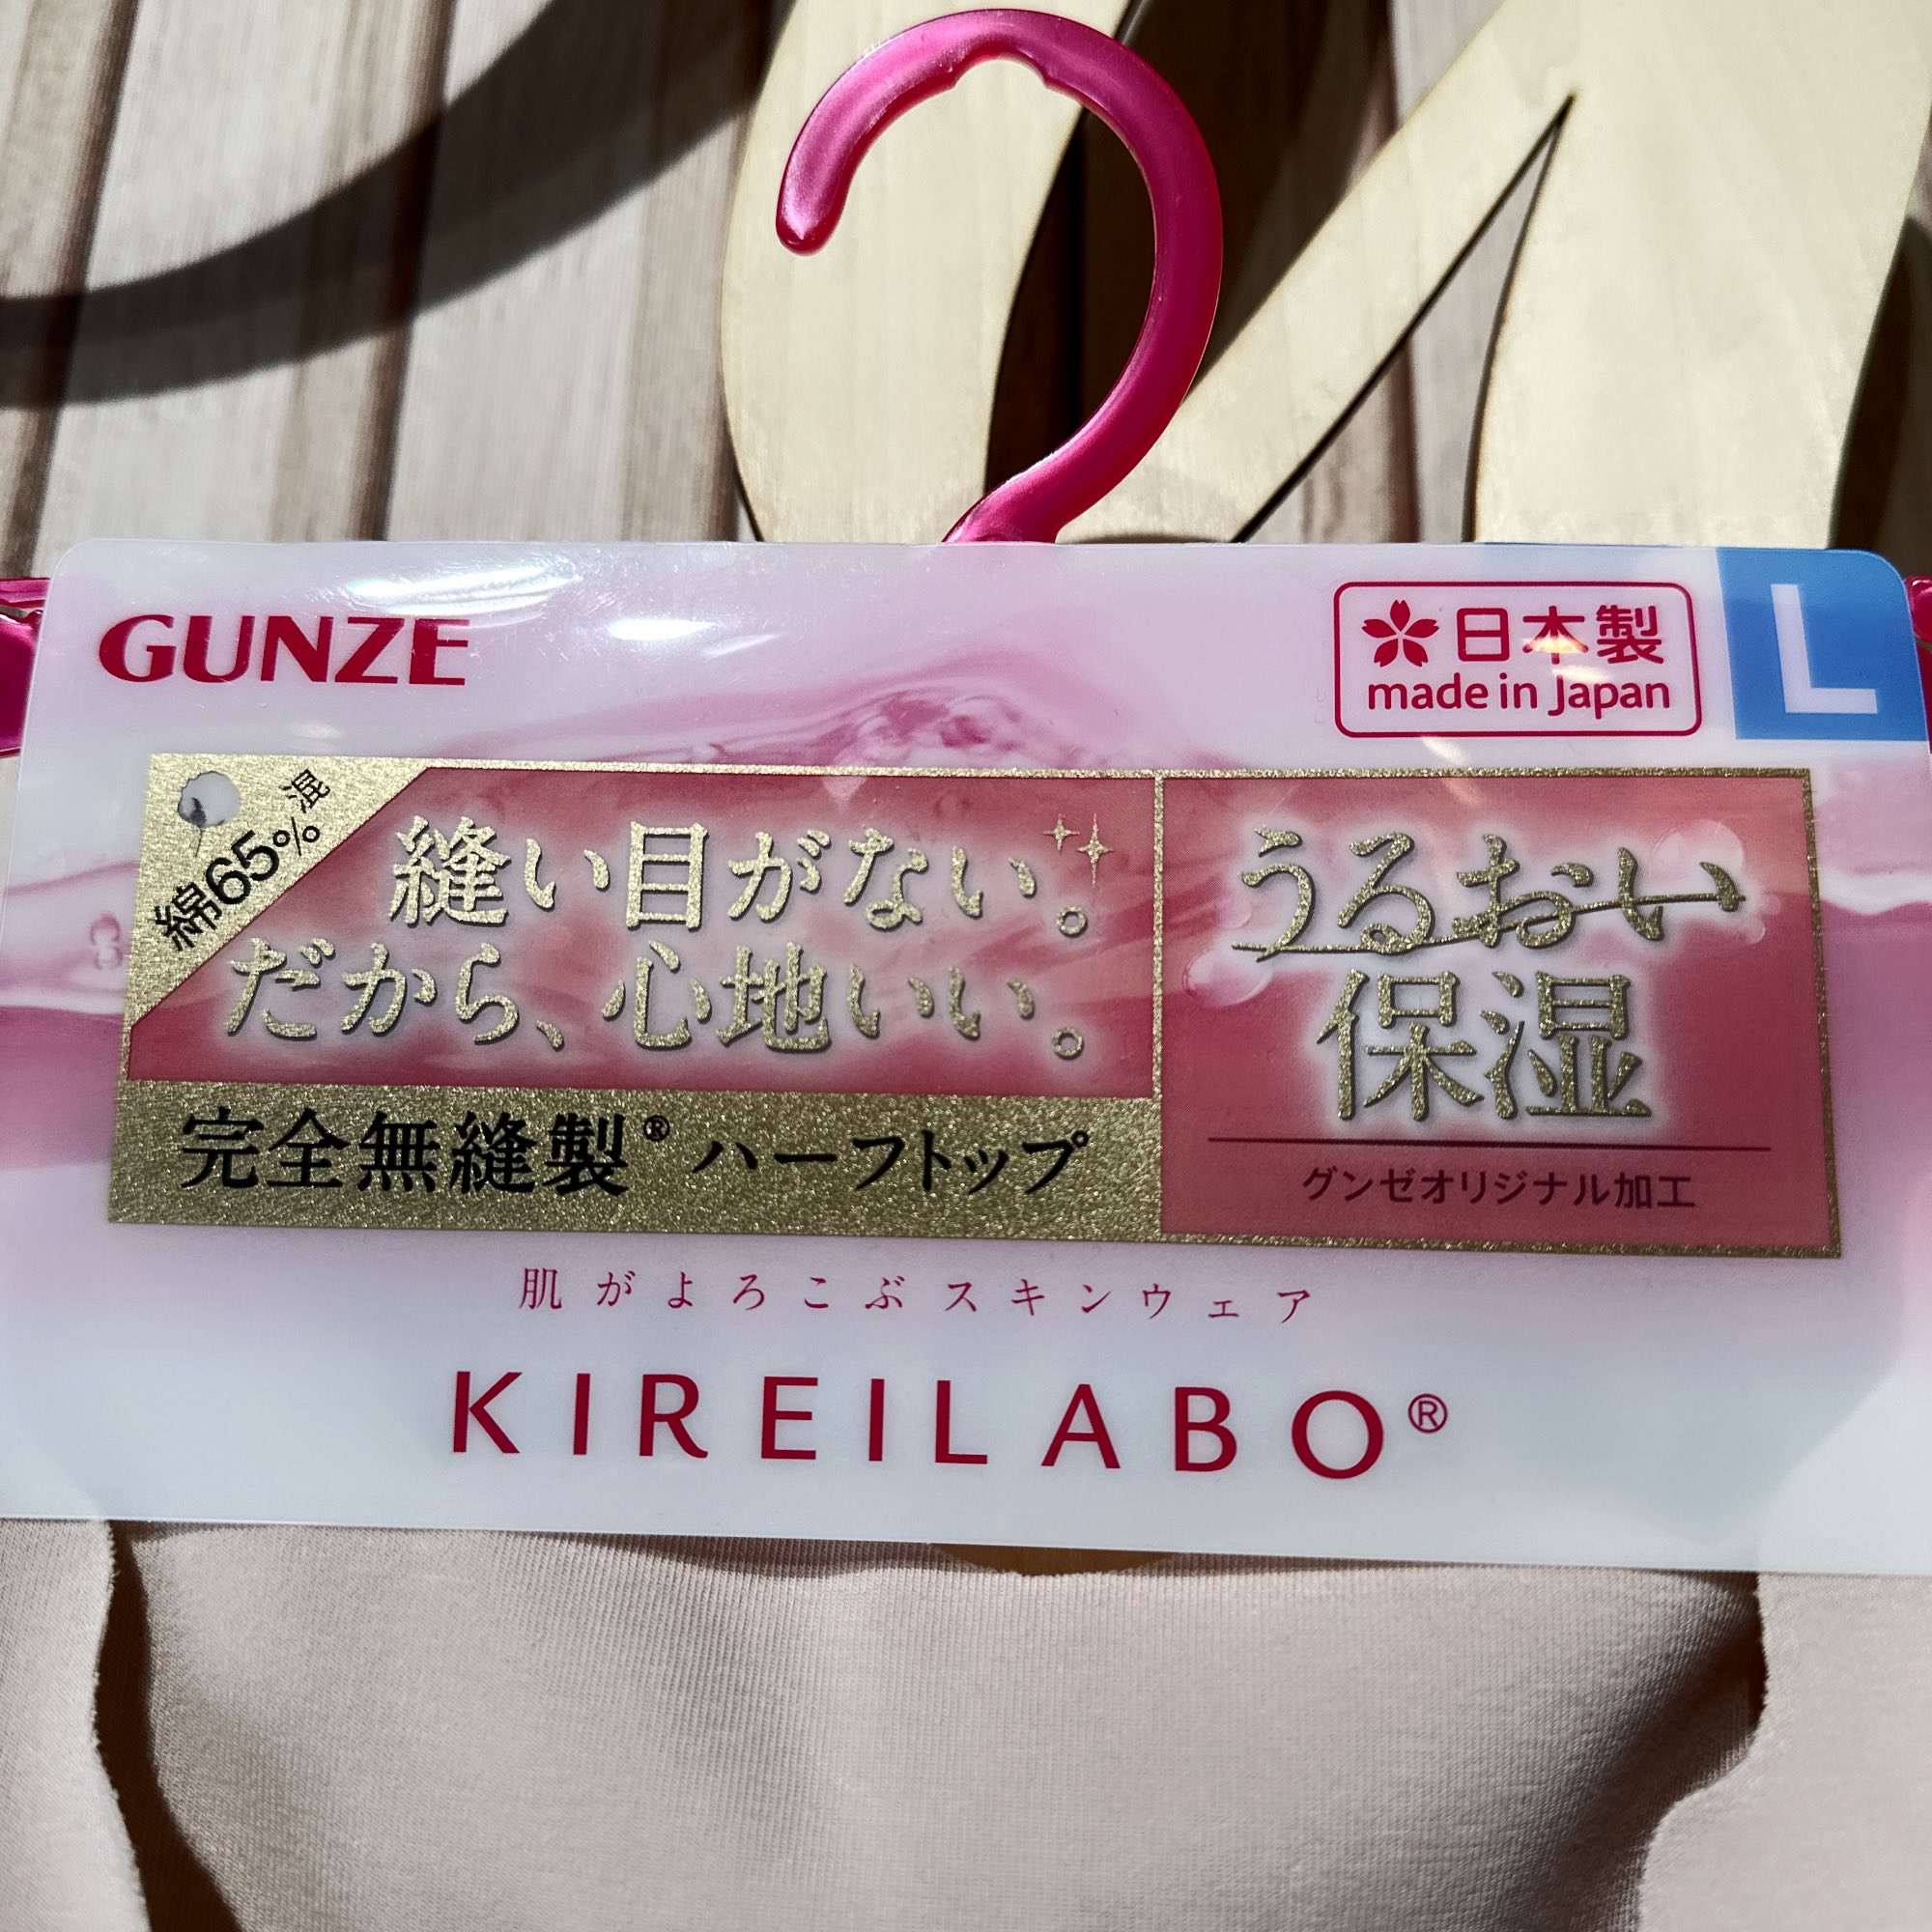 GUNZE
日本製
made in Japan
L
綿65%混
縫い目がない。
だから、心地いい。
完全無縫製® ハーフトップ
うるおい
保湿
グンゼオリジナル加工
肌がよろこぶスキンウェア
KIREILABO®